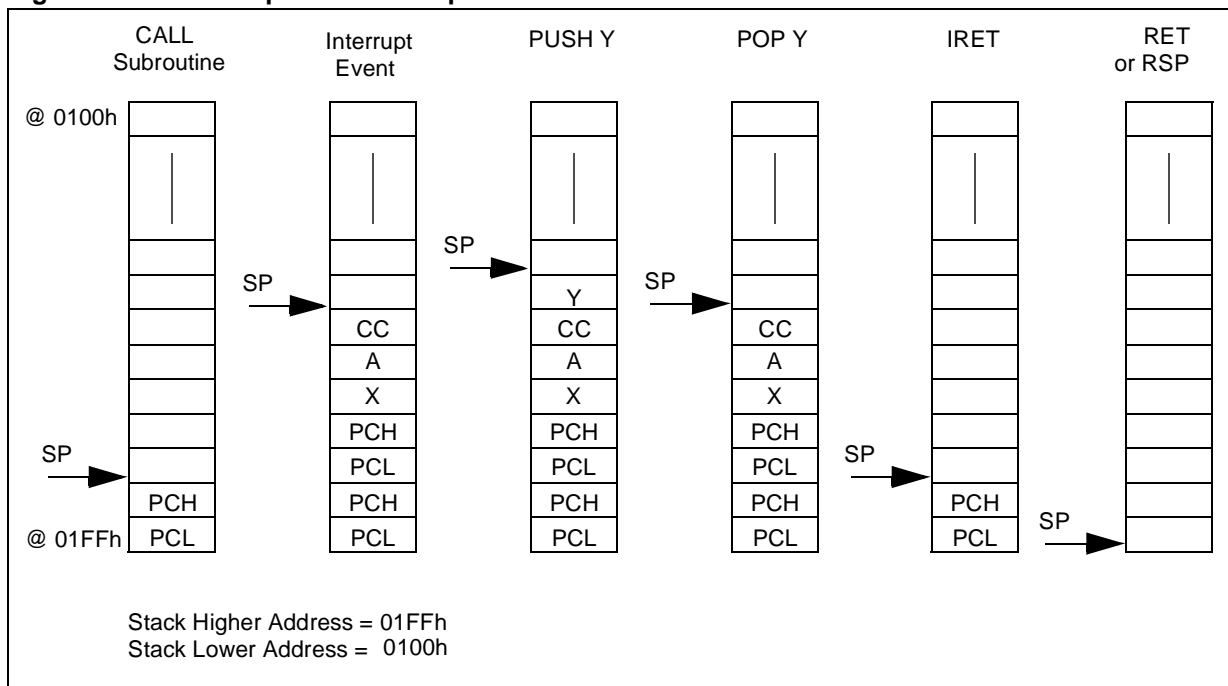 CALL
Subroutine
Interrupt
Event
PUSH Y
POP Y
IRET
RET
or RSP
@ 0100h
SP
SP
SP
Y
CC
CC
CC
A
A
A
X
X
X
PCH
PCH
PCH
SP
PCL
PCL
PCL
SP
PCH
PCH
PCH
PCH
PCH
SP
@ 01FFh
PCL
PCL
PCL
PCL
PCL
Stack Higher Address = 01FFh
Stack Lower Address = 0100h